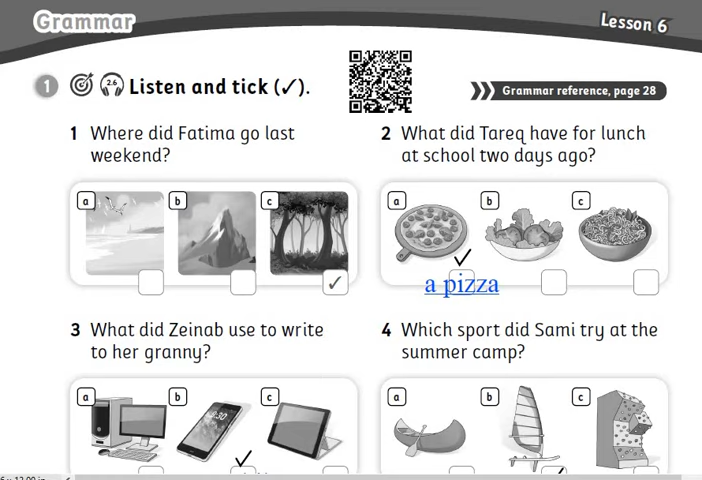 Grammar
Lesson 6
1 2.6 Listen and tick (✓).
Grammar reference, page 28
1 Where did Fatima go last
weekend?
a b c
✓
2 What did Tareq have for lunch
at school two days ago?
a b c
✓
a pizza
3 What did Zeinab use to write
to her granny?
a b c
✓
4 Which sport did Sami try at the
summer camp?
a b c
✓